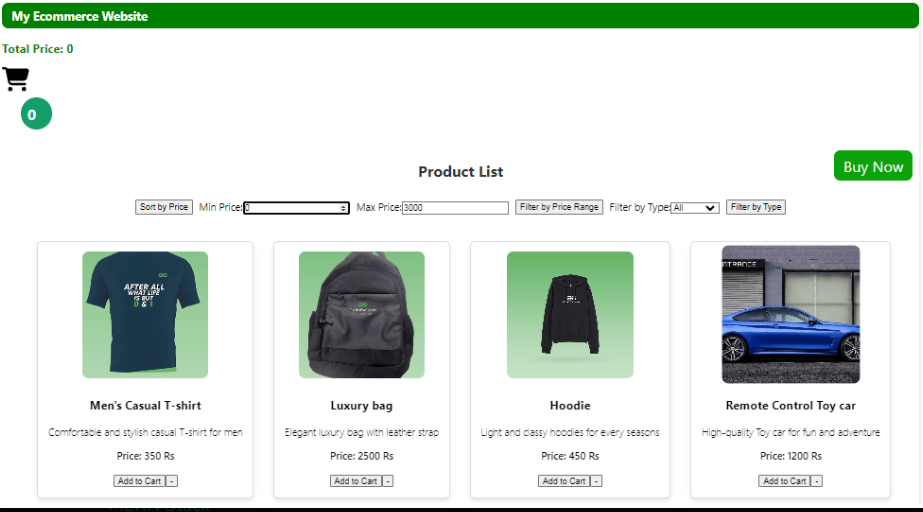 My Ecommerce Website
Total Price: 0
0
Buy Now
Product List
Sort by Price Min Price: 0 Max Price: 3000 Filter by Price Range Filter by Type: All Filter by Type
AFTER ALL
WHAT LIFE
IS BUT
0 & 1
ENTRANCE
Men's Casual T-shirt
Comfortable and stylish casual T-shirt for men
Price: 350 Rs
Add to Cart -
Luxury bag
Elegant luxury bag with leather strap
Price: 2500 Rs
Add to Cart -
Hoodie
Light and classy hoodies for every seasons
Price: 450 Rs
Add to Cart -
Remote Control Toy car
High-quality Toy car for fun and adventure
Price: 1200 Rs
Add to Cart -